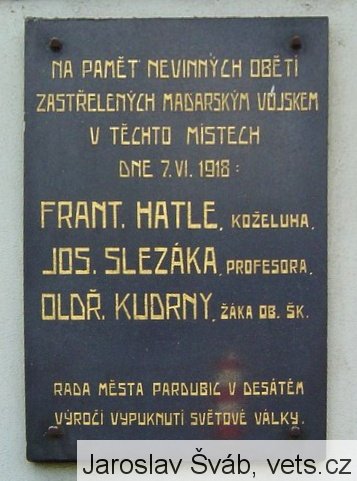 NA PAMĚŤ NEVINNÝCH OBĚTÍ
ZASTŘELENÝCH MAĎARSKÝM VOJSKEM
V TĚCHTO MÍSTECH
DNE 7. VI. 1918:
FRANT. HATLE, KOŽELUHA,
JOS. SLEZÁKA, PROFESORA,
OLDŘ. KUDRNY, ŽÁKA OB. ŠK.
RADA MĚSTA PARDUBIC V DESÁTÉM
VÝROČÍ VYPUKNUTÍ SVĚTOVÉ VÁLKY.
Jaroslav Šváb, vets.cz